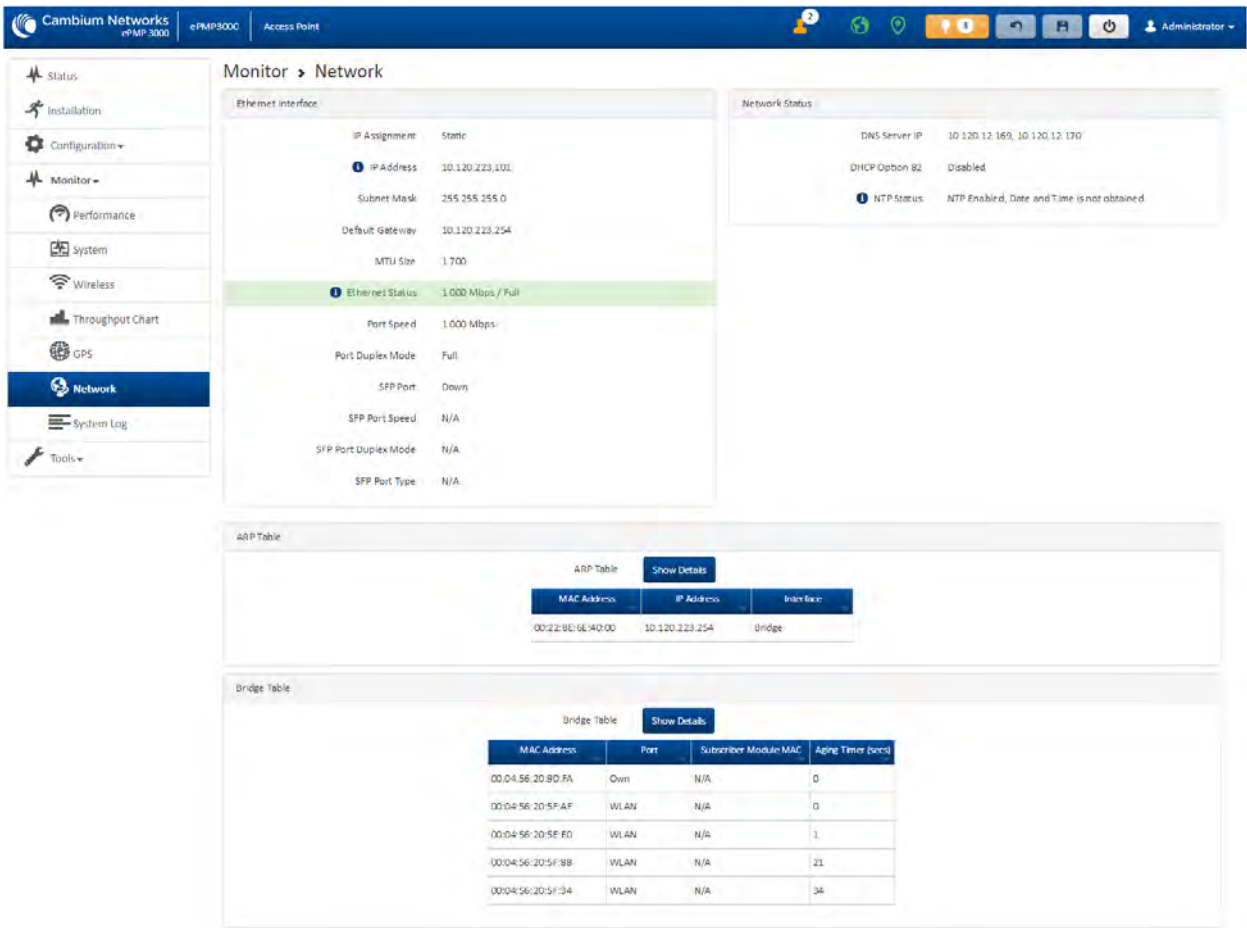 Cambium Networks
ePMP 3000
ePMP3000
Access Point
2
1
Administrator
Status
Installation
Configuration
Monitor
Performance
System
Wireless
Throughput Chart
GPS
Network
System Log
Tools
Monitor > Network
Ethernet Interface
IP Assignment Static
IP Address 10.120.223.101
Subnet Mask 255.255.255.0
Default Gateway 10.120.223.254
MTU Size 1700
Ethernet Status 1000 Mbps / Full
Port Speed 1000 Mbps
Port Duplex Mode Full
SFP Port Down
SFP Port Speed N/A
SFP Port Duplex Mode N/A
SFP Port Type N/A
Network Status
DNS Server IP 10.120.12.169, 10.120.12.170
DHCP Option 82 Disabled
NTP Status NTP Enabled, Date and Time is not obtained
ARP Table
ARP Table Show Details
MAC Address IP Address Interface
00:22:BE:6E:40:00 10.120.223.254 Bridge
Bridge Table
Bridge Table Show Details
MAC Address Port Subscriber Module MAC Aging Timer (secs)
00:04:56:20:9D:FA Own N/A 0
00:04:56:20:5F:AF WLAN N/A 0
WLAN N/A 1
00:04:56:20:5F:8B WLAN N/A 21
00:04:56:20:5F:34 WLAN N/A 34